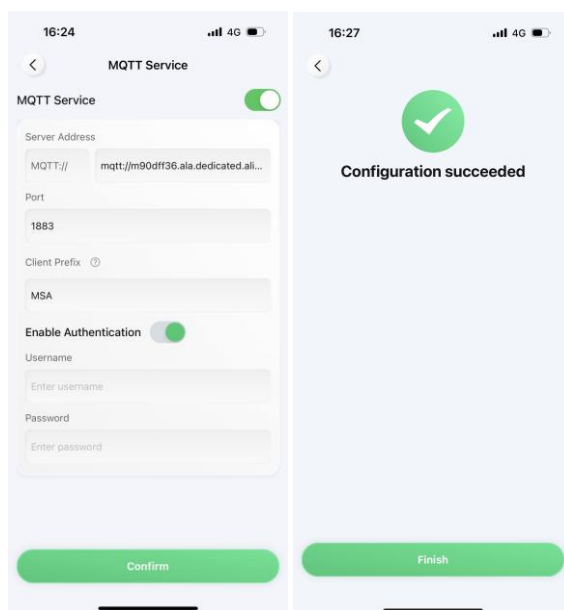 16:24
4G
MQTT Service
MQTT Service
Server Address
MQTT://
mqtt://m90dff36.ala.dedicated.ali...
Port
1883
Client Prefix ?
MSA
Enable Authentication
Username
Enter username
Password
Enter password
Confirm
16:27
4G
Configuration succeeded
Finish